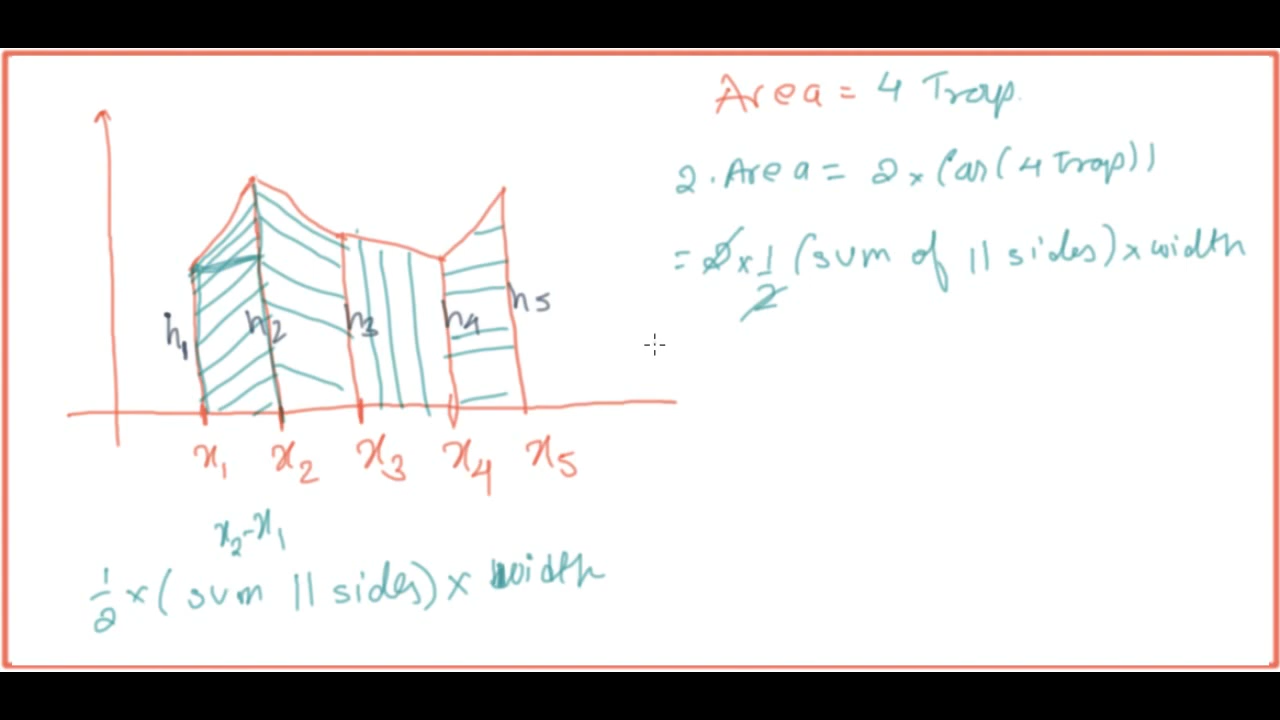 Area = 4 Trap.
2. Area = 2 × (ar(4 Trap))
= 2 × 1/2 (sum of || sides) × width
h1 h2 h3 h4 h5
x1 x2 x3 x4 x5
x2-x1
1/2 × (sum || sides) × width